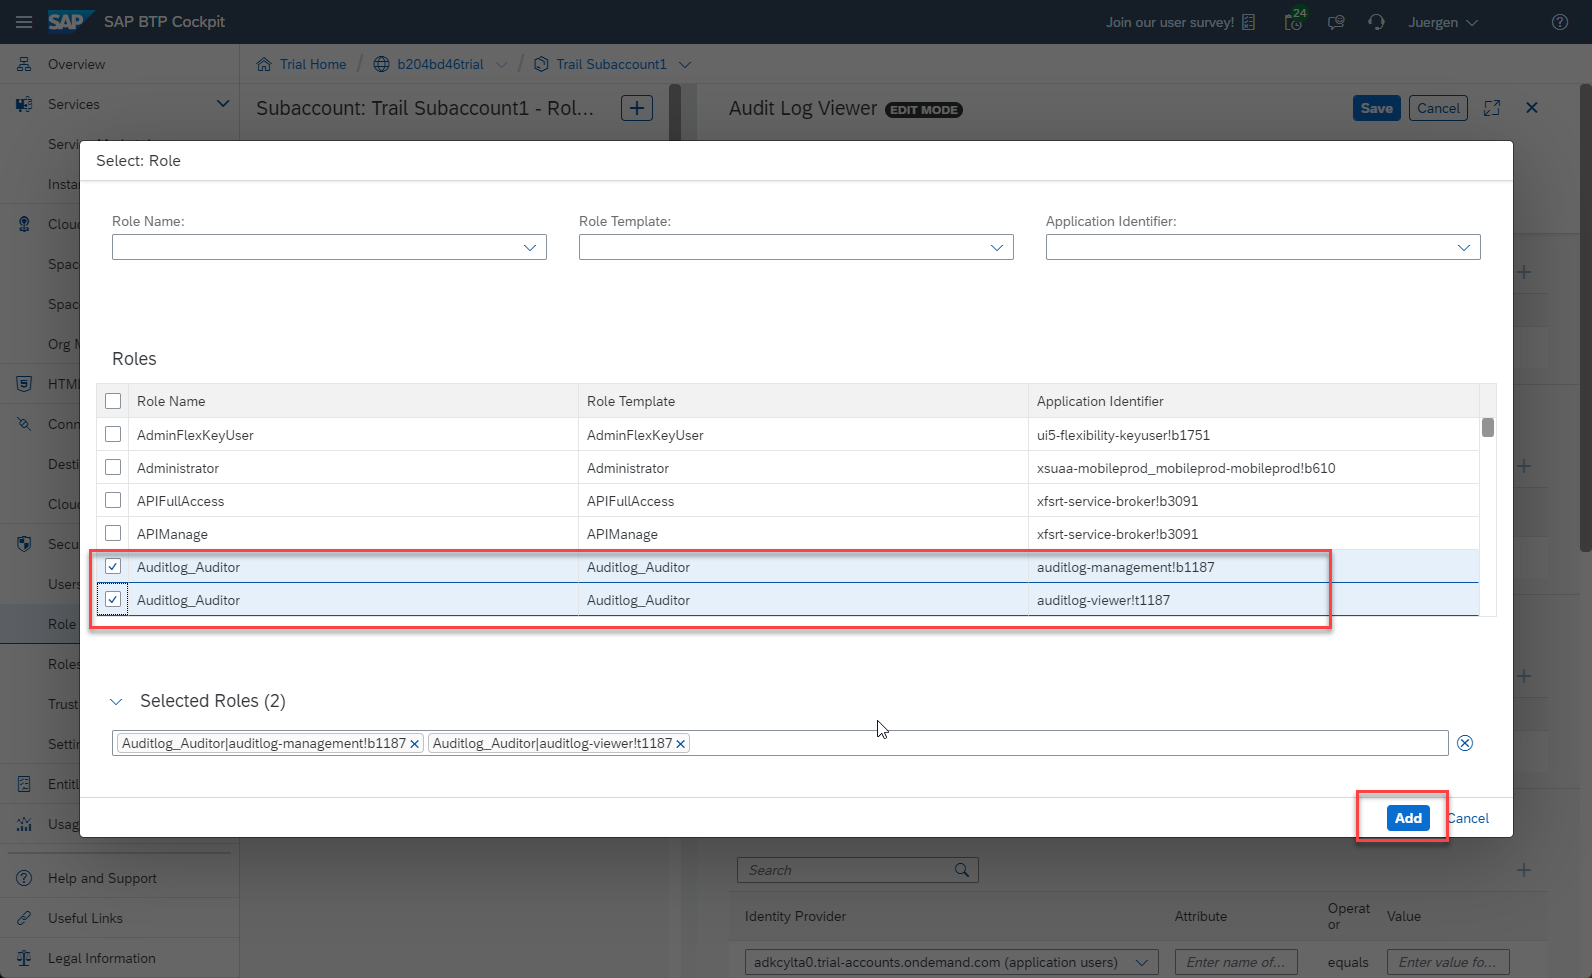 SAP SAP BTP Cockpit
Join our user survey!
24
Juergen
Overview
Trial Home / b204bd46trial / Trail Subaccount1
Services
Subaccount: Trail Subaccount1 - Rol...
Audit Log Viewer EDIT MODE
Save Cancel
Select: Role
Role Name: Role Template: Application Identifier:
Roles
Role Name Role Template Application Identifier
AdminFlexKeyUser AdminFlexKeyUser ui5-flexibility-keyuser!b1751
Administrator Administrator xsuaa-mobileprod_mobileprod-mobileprod!b610
APIFullAccess APIFullAccess xfsrt-service-broker!b3091
APIManage APIManage xfsrt-service-broker!b3091
Auditlog_Auditor Auditlog_Auditor auditlog-management!b1187
Auditlog_Auditor Auditlog_Auditor auditlog-viewer!t1187
Selected Roles (2)
Auditlog_Auditor|auditlog-management!b1187 Auditlog_Auditor|auditlog-viewer!t1187
Add Cancel
Insta
Clou
Spac
Spac
Org M
HTM
Conn
Desti
Clou
Secu
Users
Role
Roles
Trust
Setti
Entitl
Usag
Help and Support
Useful Links
Legal Information
Search
Identity Provider Attribute Operat
or Value
adkcylta0.trial-accounts.ondemand.com (application users) Enter name of... equals Enter value fo...